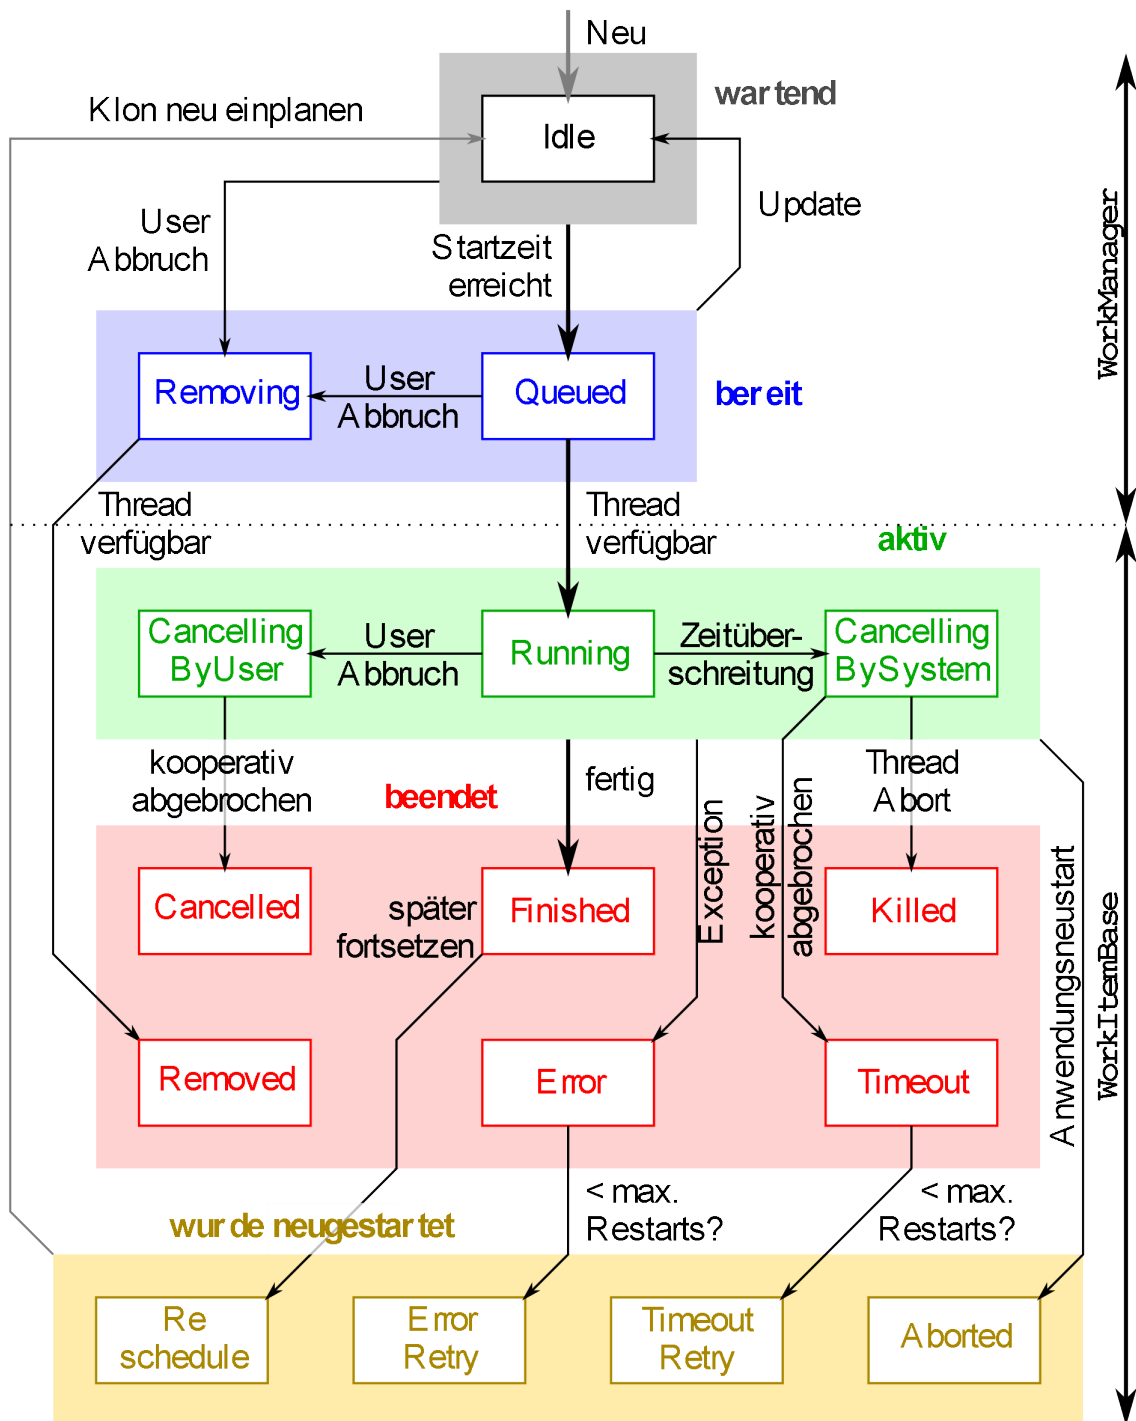 Neu
wartend
Klon neu einplanen
Idle
Update
User
Abbruch
Startzeit
erreicht
WorkManager
Removing
User
Abbruch
Queued
bereit
Thread
verfügbar
Thread
verfügbar
aktiv
Cancelling
ByUser
User
Abbruch
Running
Zeitüber-
schreitung
Cancelling
BySystem
kooperativ
abgebrochen
beendet
fertig
Exception
kooperativ
abgebrochen
Thread
Abort
Anwendungsneustart
WorkItemBase
Cancelled
später
fortsetzen
Finished
Killed
Removed
Error
Timeout
< max.
Restarts?
< max.
Restarts?
wurde neugestartet
Re
schedule
Error
Retry
Timeout
Retry
Aborted